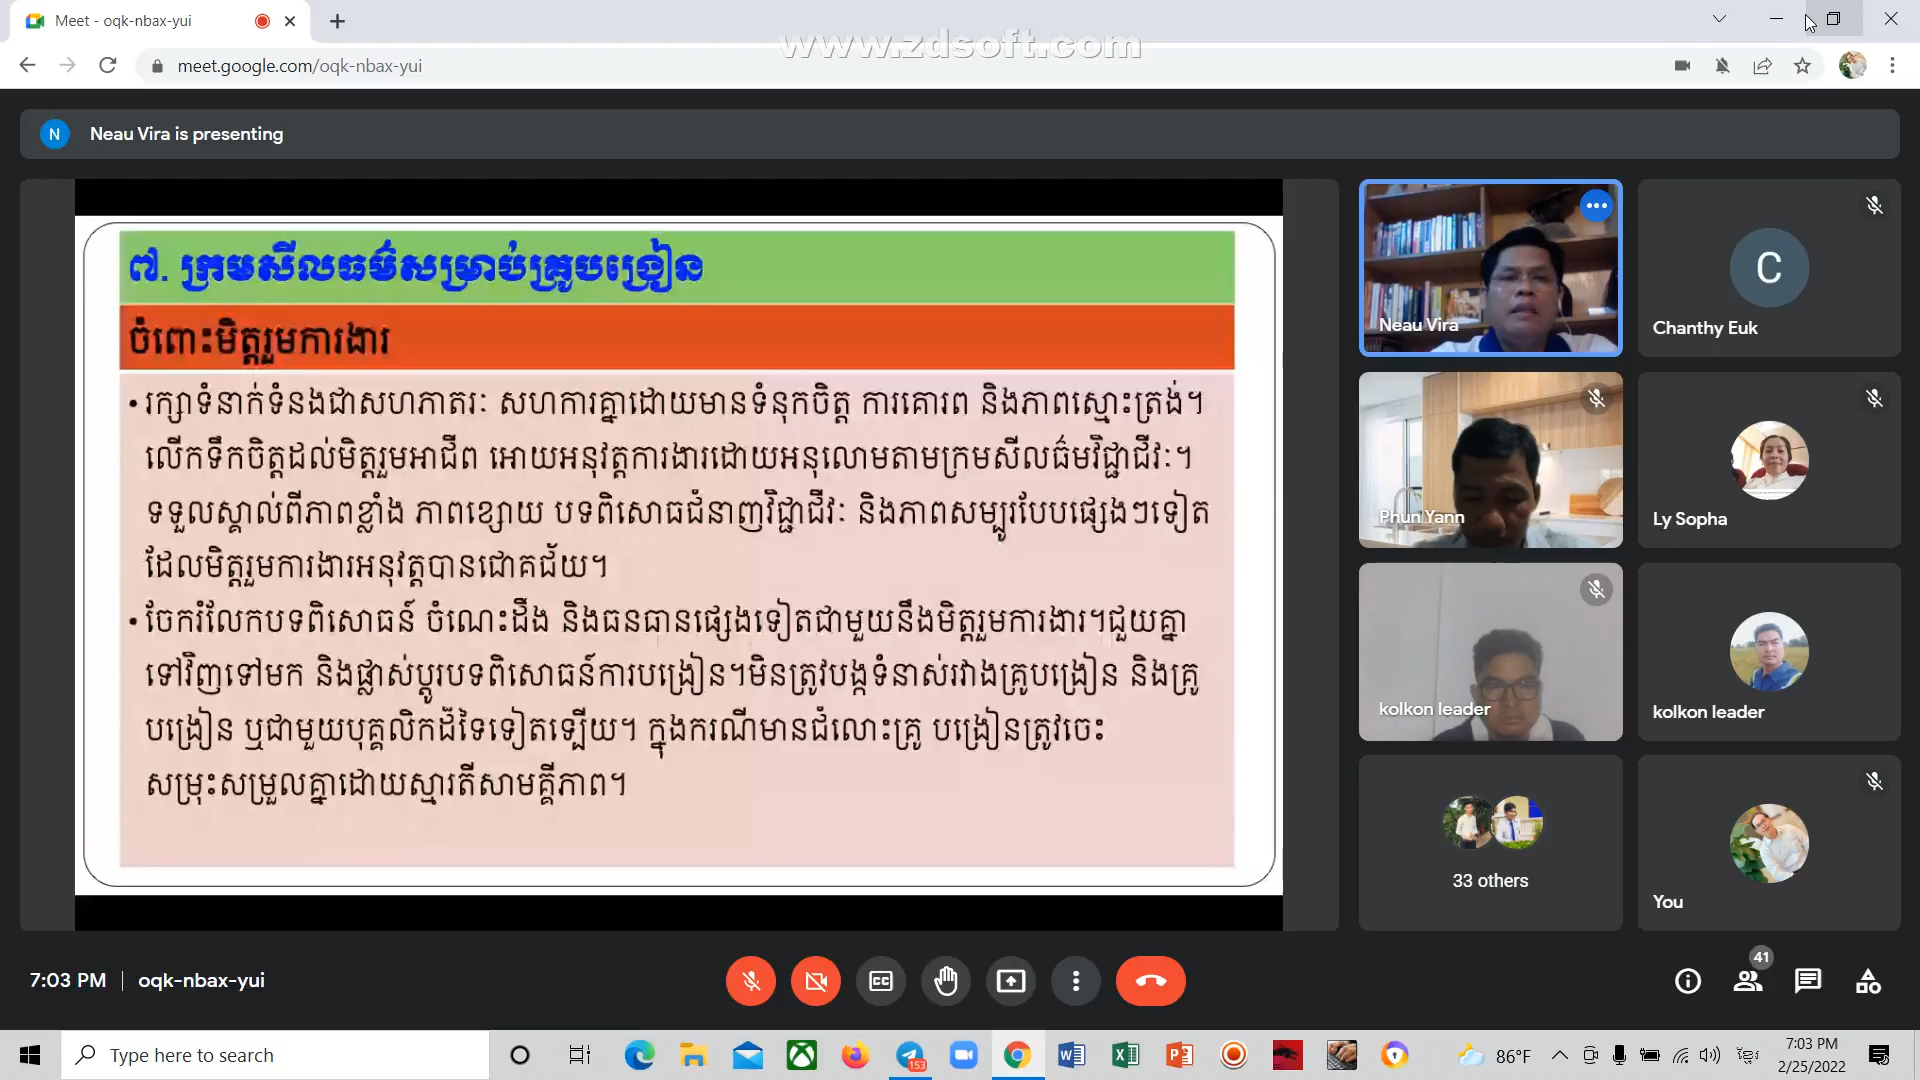 Meet - oqk-nbax-yui
www.zdsoft.com
meet.google.com/oqk-nbax-yui
N
Neau Vira is presenting
៧. ក្រមសីលធម៌សម្រាប់គ្រូបង្រៀន
ចំពោះមិត្តរួមការងារ
• រក្សាទំនាក់ទំនងជាសហភាតរៈ សហការគ្នាដោយមានទំនុកចិត្ត ការគោរព និងភាពស្មោះត្រង់។
លើកទឹកចិត្តដល់មិត្តរួមអាជីព អោយអនុវត្តការងារដោយអនុលោមតាមក្រមសីលធ៌មវិជ្ជាជីវៈ។
ទទួលស្គាល់ពីភាពខ្លាំង ភាពខ្សោយ បទពិសោធជំនាញវិជ្ជាជីវៈ និងភាពសម្បូរបែបផ្សេងៗទៀត
ដែលមិត្តរួមការងារអនុវត្តបានជោគជ័យ។
• ចែករំលែកបទពិសោធន៍ ចំណេះដឹង និងធនធានផ្សេងទៀតជាមួយនឹងមិត្តរួមការងារ។ជួយគ្នា
ទៅវិញទៅមក និងផ្លាស់ប្តូរបទពិសោធន៍ការបង្រៀន។មិនត្រូវបង្កទំនាស់រវាងគ្រូបង្រៀន និងគ្រូ
បង្រៀន ឬជាមួយបុគ្គលិកដ៏ទៃទៀតឡើយ។ ក្នុងករណីមានជំលោះគ្រូ បង្រៀនត្រូវចេះ
សម្រុះសម្រួលគ្នាដោយស្មារតីសាមគ្គីភាព។
Neau Vira
C
Chanthy Euk
Phun Yann
Ly Sopha
kolkon leader
kolkon leader
33 others
You
7:03 PM
oqk-nbax-yui
CC
41
Type here to search
153
86°F
ខ្មែរ
7:03 PM
2/25/2022